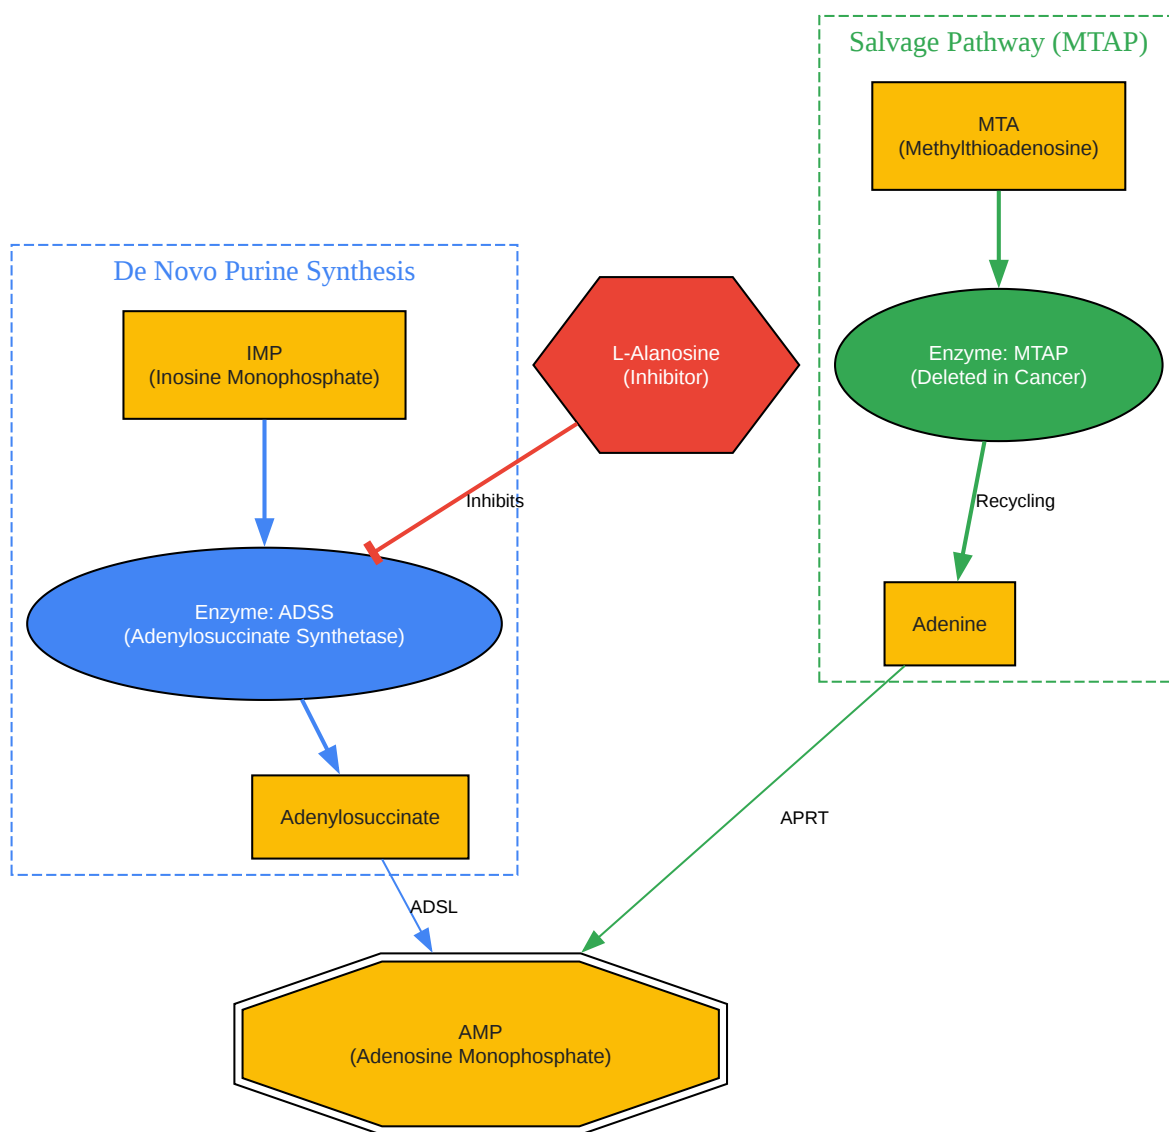 Salvage Pathway (MTAP)
MTA
(Methylthioadenosine)
De Novo Purine Synthesis
IMP
(Inosine Monophosphate)
L-Alanosine
(Inhibitor)
Enzyme: MTAP
(Deleted in Cancer)
Inhibits
Recycling
Enzyme: ADSS
(Adenylosuccinate Synthetase)
Adenine
Adenylosuccinate
APRT
ADSL
AMP
(Adenosine Monophosphate)